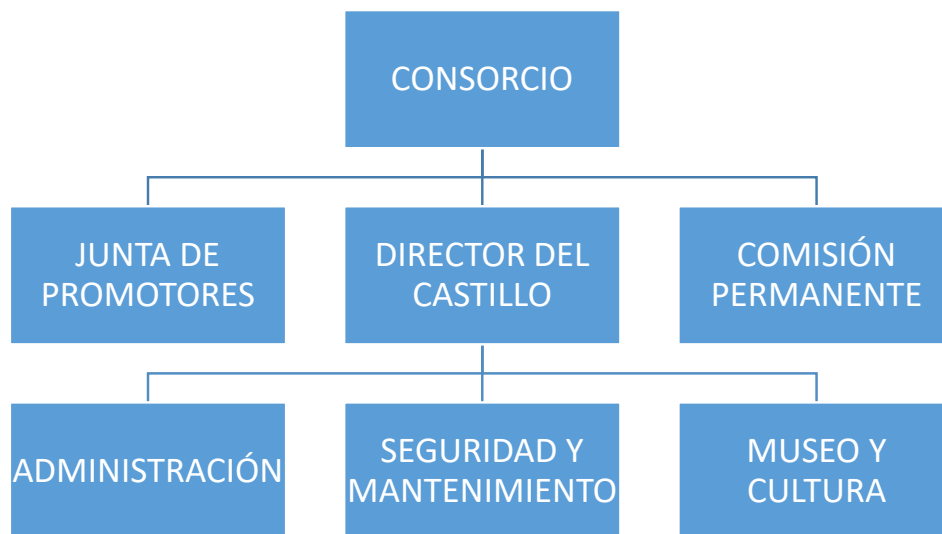 CONSORCIO
JUNTA DE
PROMOTORES
DIRECTOR DEL
CASTILLO
COMISIÓN
PERMANENTE
ADMINISTRACIÓN
SEGURIDAD Y
MANTENIMIENTO
MUSEO Y
CULTURA